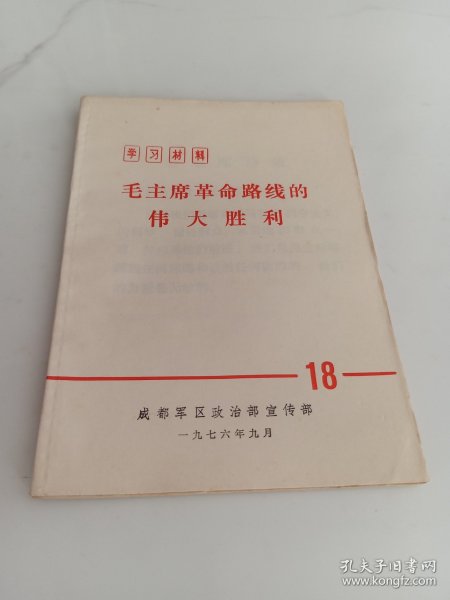 学习材料
毛主席革命路线的
伟大胜利
18
成都军区政治部宣传部
一九七六年九月
孔夫子旧书网
www.kongfz.com